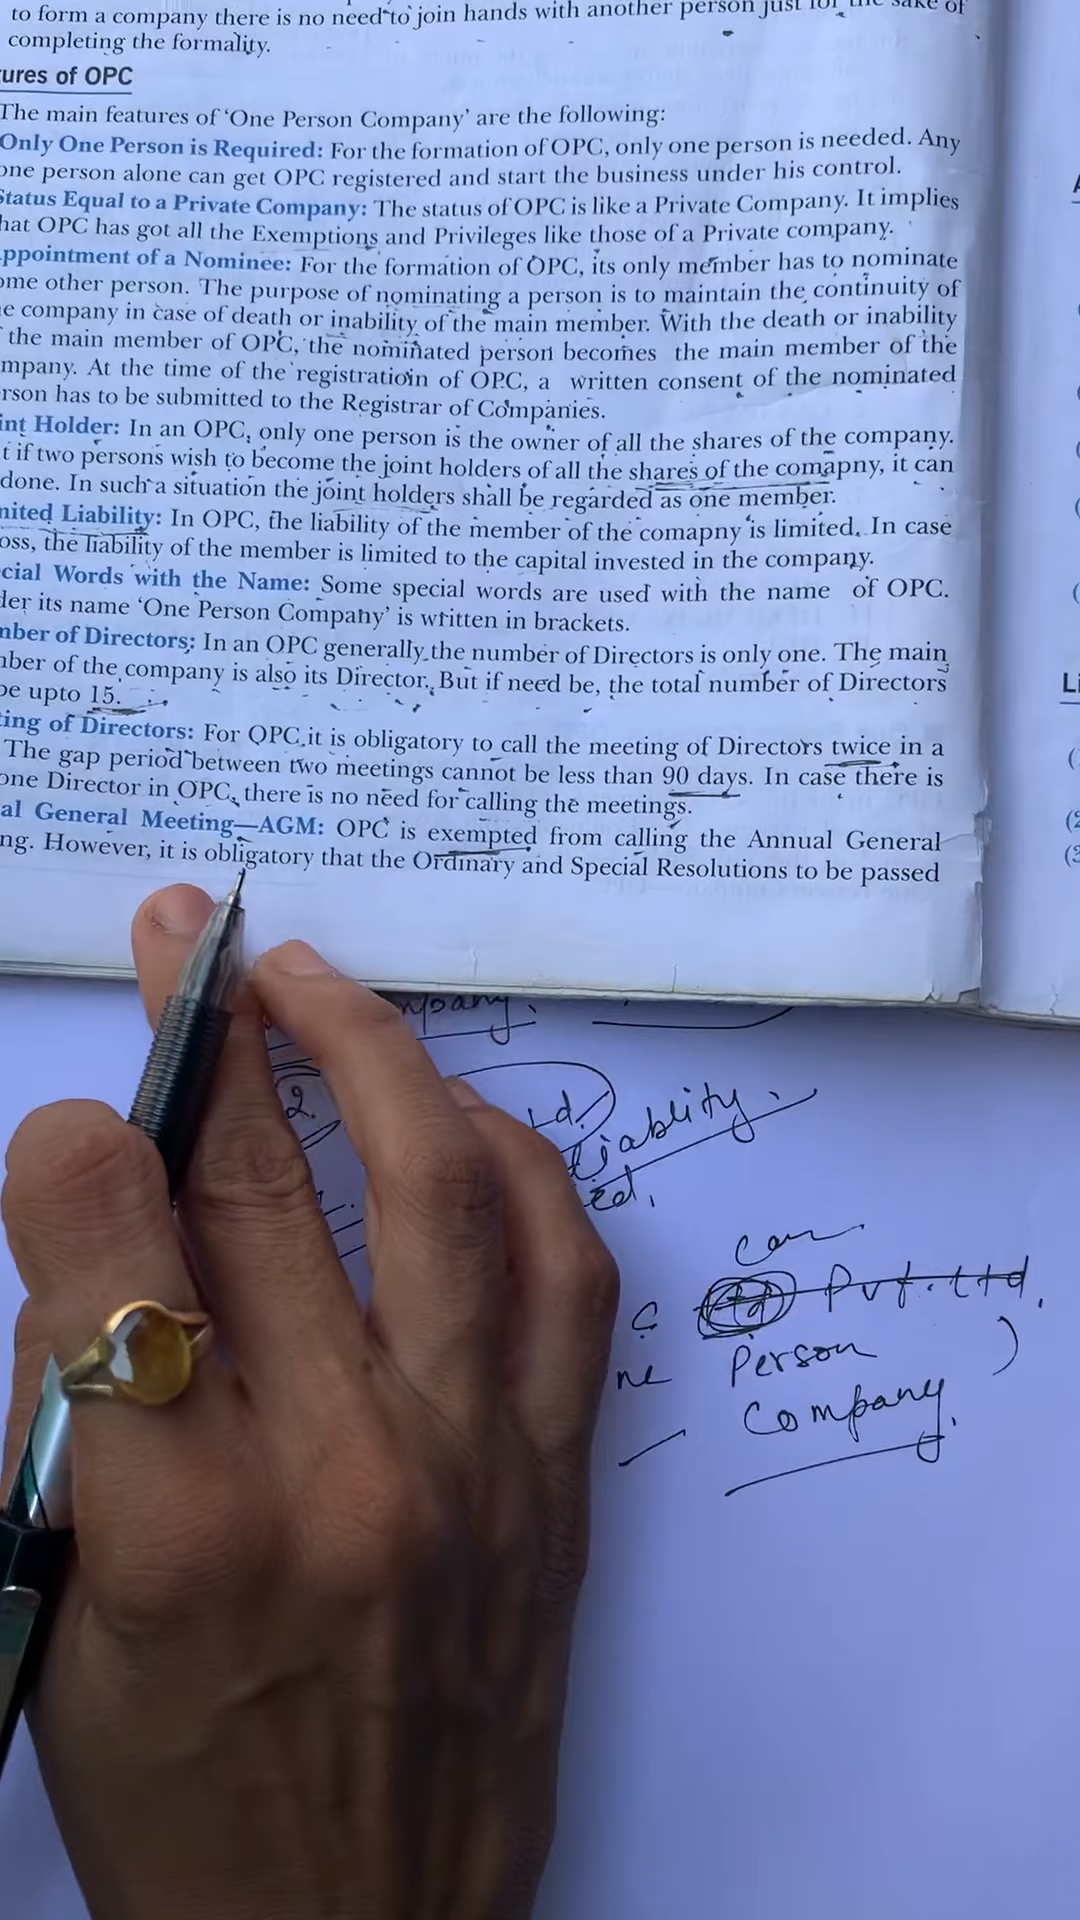 to form a company there is no need to join hands with another person just for the sake of
completing the formality.
ures of OPC
The main features of ‘One Person Company’ are the following:
Only One Person is Required: For the formation of OPC, only one person is needed. Any
one person alone can get OPC registered and start the business under his control.
Status Equal to a Private Company: The status of OPC is like a Private Company. It implies
hat OPC has got all the Exemptions and Privileges like those of a Private company.
ppointment of a Nominee: For the formation of OPC, its only member has to nominate
ome other person. The purpose of nominating a person is to maintain the continuity of
e company in case of death or inability of the main member. With the death or inability
the main member of OPC, the nominated person becomes the main member of the
mpany. At the time of the registratioin of OPC, a written consent of the nominated
rson has to be submitted to the Registrar of Companies.
int Holder: In an OPC, only one person is the owner of all the shares of the company.
t if two persons wish to become the joint holders of all the shares of the comapny, it can
done. In such a situation the joint holders shall be regarded as one member.
nited Liability: In OPC, the liability of the member of the comapny is limited. In case
oss, the liability of the member is limited to the capital invested in the company.
cial Words with the Name: Some special words are used with the name of OPC.
der its name ‘One Person Company’ is written in brackets.
nber of Directors: In an OPC generally the number of Directors is only one. The main
nber of the company is also its Director. But if need be, the total number of Directors
be upto 15.
ting of Directors: For OPC it is obligatory to call the meeting of Directors twice in a
The gap period between two meetings cannot be less than 90 days. In case there is
one Director in OPC, there is no need for calling the meetings.
al General Meeting—AGM: OPC is exempted from calling the Annual General
ng. However, it is obligatory that the Ordinary and Special Resolutions to be passed
mpany.
2.
Ltd.
Liablity.
ed.
Pvt. Ltd.
ne Person )
Company
Li
(2
(3